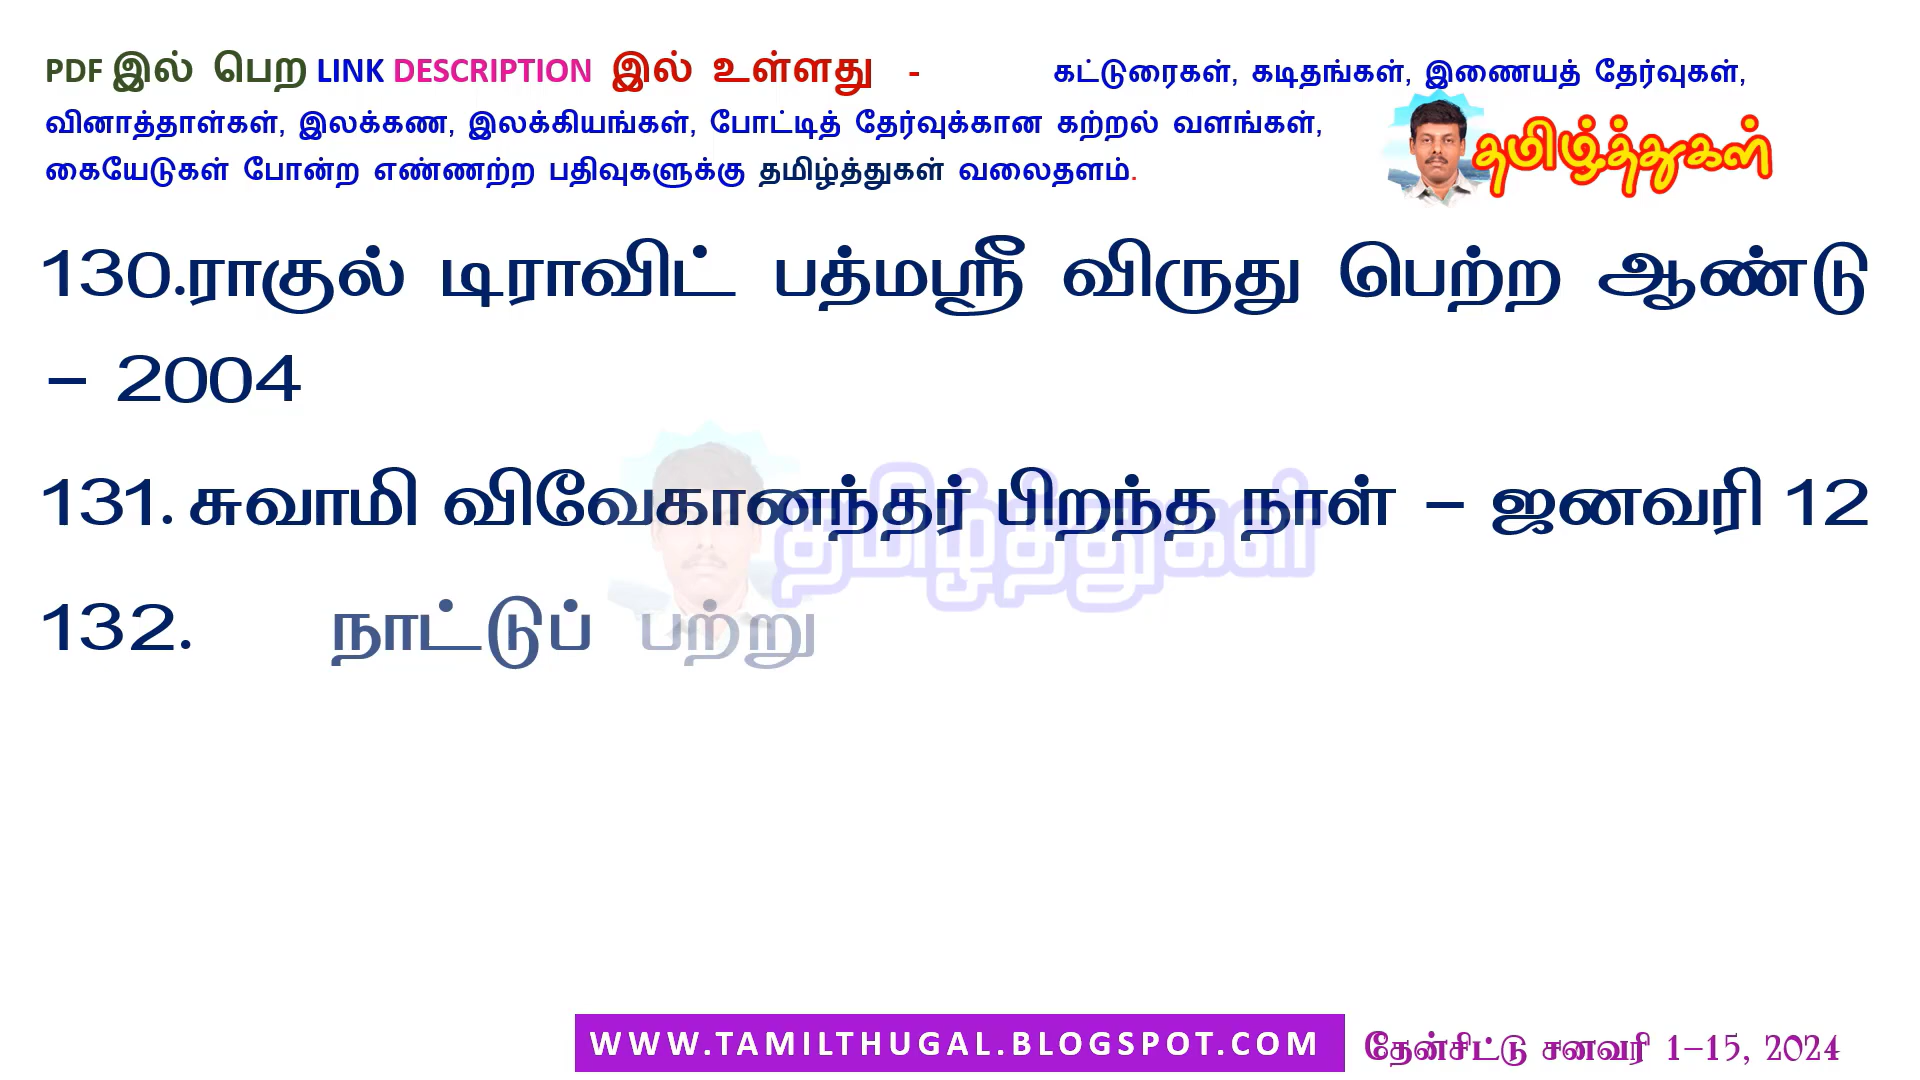 PDF இல் பெற LINK DESCRIPTION இல் உள்ளது - கட்டுரைகள், கடிதங்கள், இணையத் தேர்வுகள்,
வினாத்தாள்கள், இலக்கண, இலக்கியங்கள், போட்டித் தேர்வுக்கான கற்றல் வளங்கள்,
கையேடுகள் போன்ற எண்ணற்ற பதிவுகளுக்கு தமிழ்த்துகள் வலைதளம்.
தமிழ்த்துகள்
130.ராகுல் டிராவிட் பத்மஸ்ரீ விருது பெற்ற ஆண்டு
– 2004
131. சுவாமி விவேகானந்தர் பிறந்த நாள் – ஜனவரி 12
தமிழ்த்துகள்
132. நாட்டுப் பற்று
WWW.TAMILTHUGAL.BLOGSPOT.COM தேன்சிட்டு சனவரி 1–15, 2024